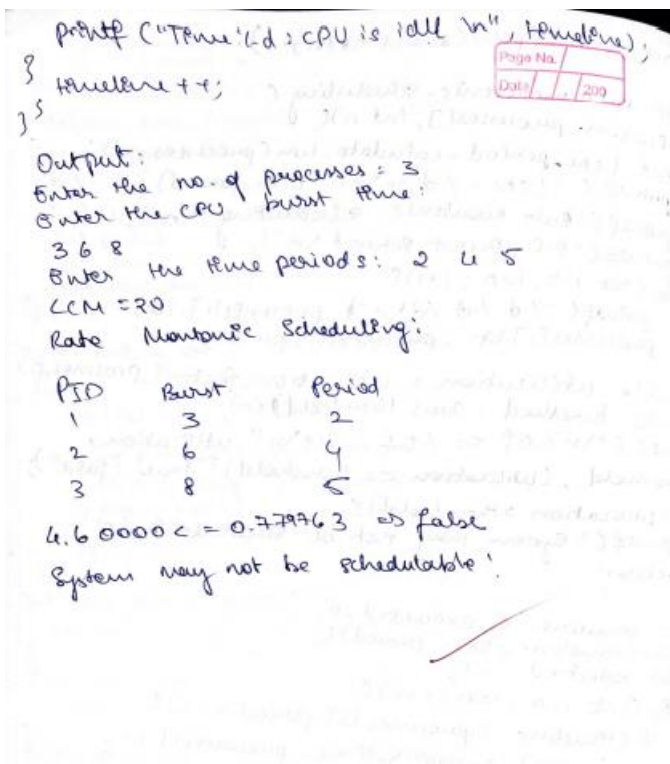 printf ("Time %d : CPU is idle \n", timeline);
}
timeline ++;
}
}
Page No.
Date / / 200
Output:
Enter the no of processes = 3
Enter the CPU burst time:
3 6 8
Enter the time periods: 2 4 5
LCM = 20
Rate Montonic Scheduling:
PID Burst Period
1 3 2
2 6 4
3 8 5
4.60000 <= 0.779763 => false
System may not be schedulable!